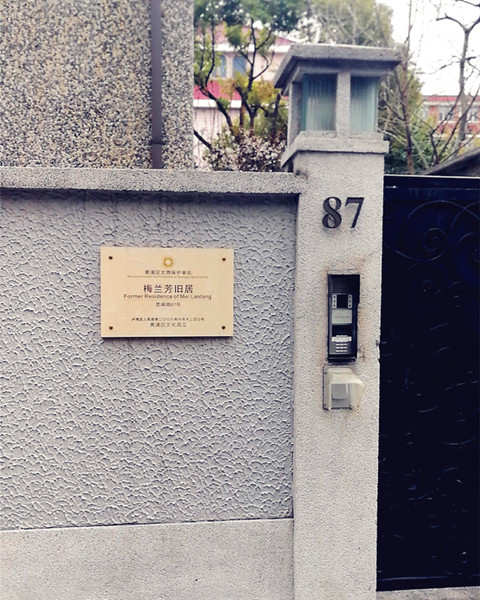 黄浦区文物保护单位
梅兰芳旧居
Former Residence of Mei Lanfang
思南路87号
黄浦区文化局立
87